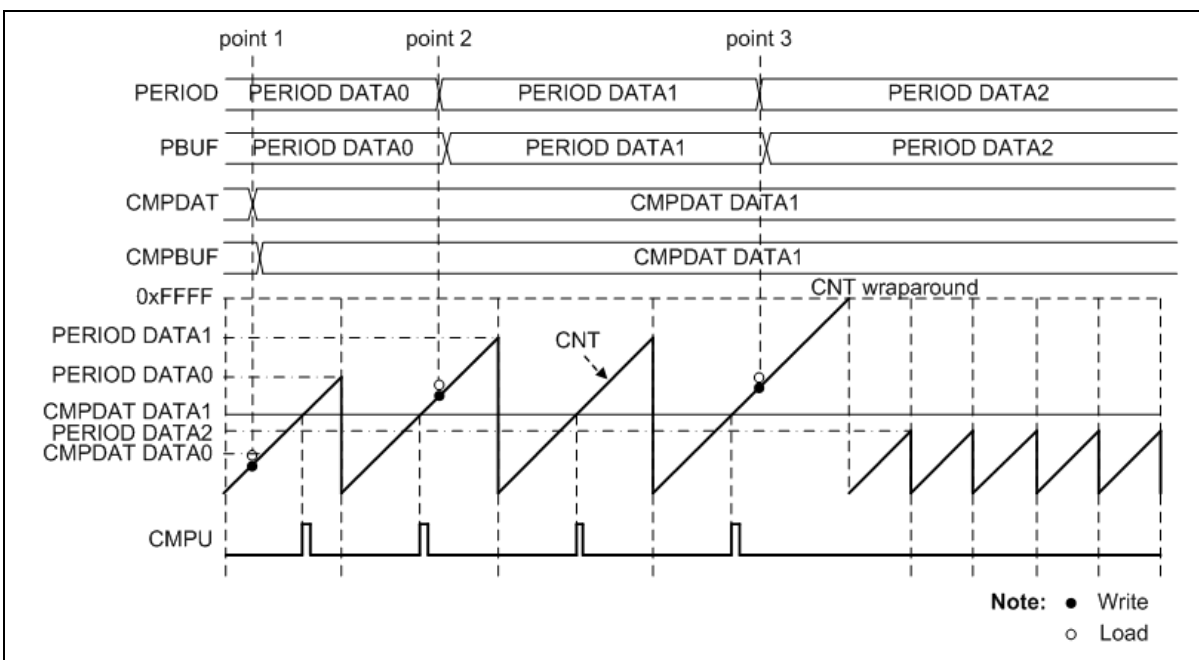 point 1 point 2 point 3
PERIOD PERIOD DATA0 PERIOD DATA1 PERIOD DATA2
PBUF PERIOD DATA0 PERIOD DATA1 PERIOD DATA2
CMPDAT CMPDAT DATA1
CMPBUF CMPDAT DATA1
0xFFFF CNT wraparound
PERIOD DATA1 CNT
PERIOD DATA0
CMPDAT DATA1
PERIOD DATA2
CMPDAT DATA0
CMPU
Note: Write
Load